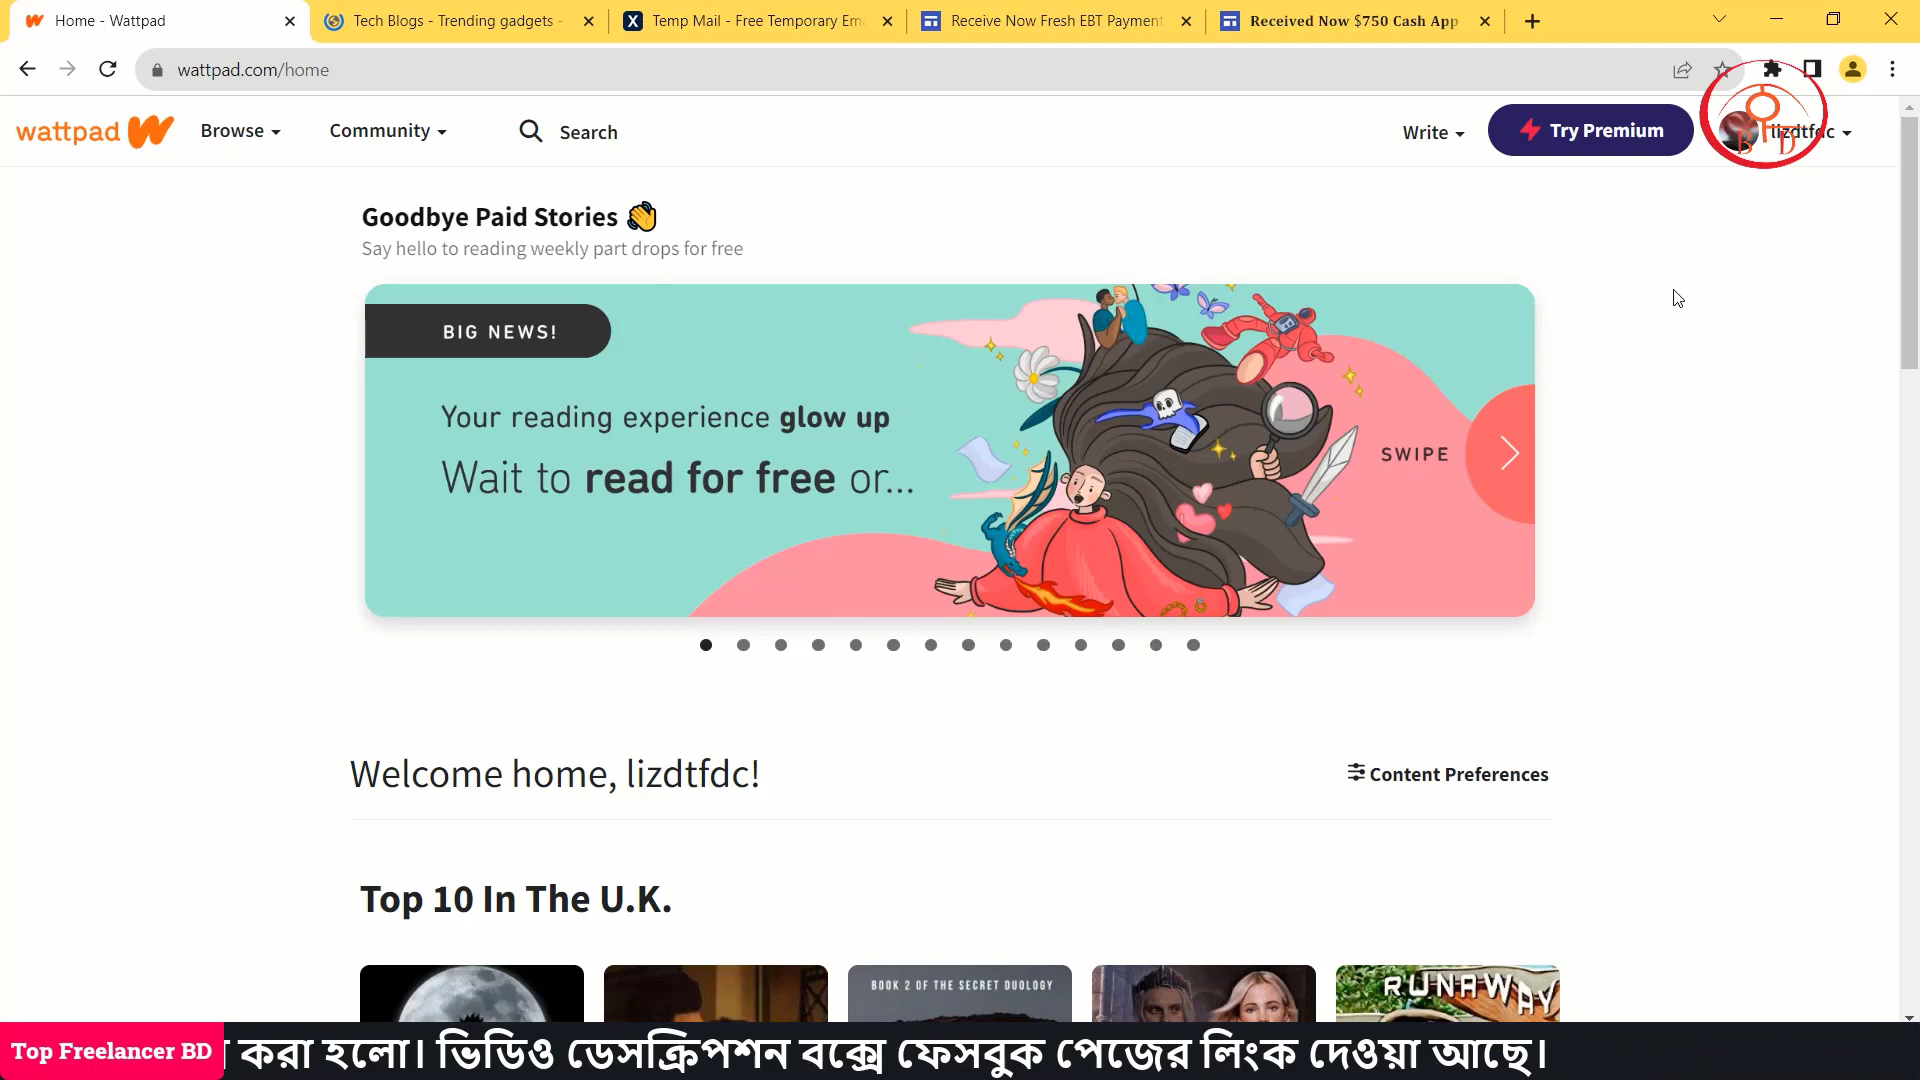 Home - Wattpad
Tech Blogs - Trending gadgets -
Temp Mail - Free Temporary Em
Receive Now Fresh EBT Payment
Received Now $750 Cash App
wattpad.com/home
wattpad
Browse
Community
Search
Write
Try Premium
lizdtfdc
B D
Goodbye Paid Stories 👋
Say hello to reading weekly part drops for free
BIG NEWS!
Your reading experience glow up
Wait to read for free or...
SWIPE
Welcome home, lizdtfdc!
Content Preferences
Top 10 In The U.K.
BOOK 2 OF THE SECRET DUOLOGY
RUNAWAY
Top Freelancer BD
করা হলো। ভিডিও ডেসক্রিপশন বক্সে ফেসবুক পেজের লিংক দেওয়া আছে।